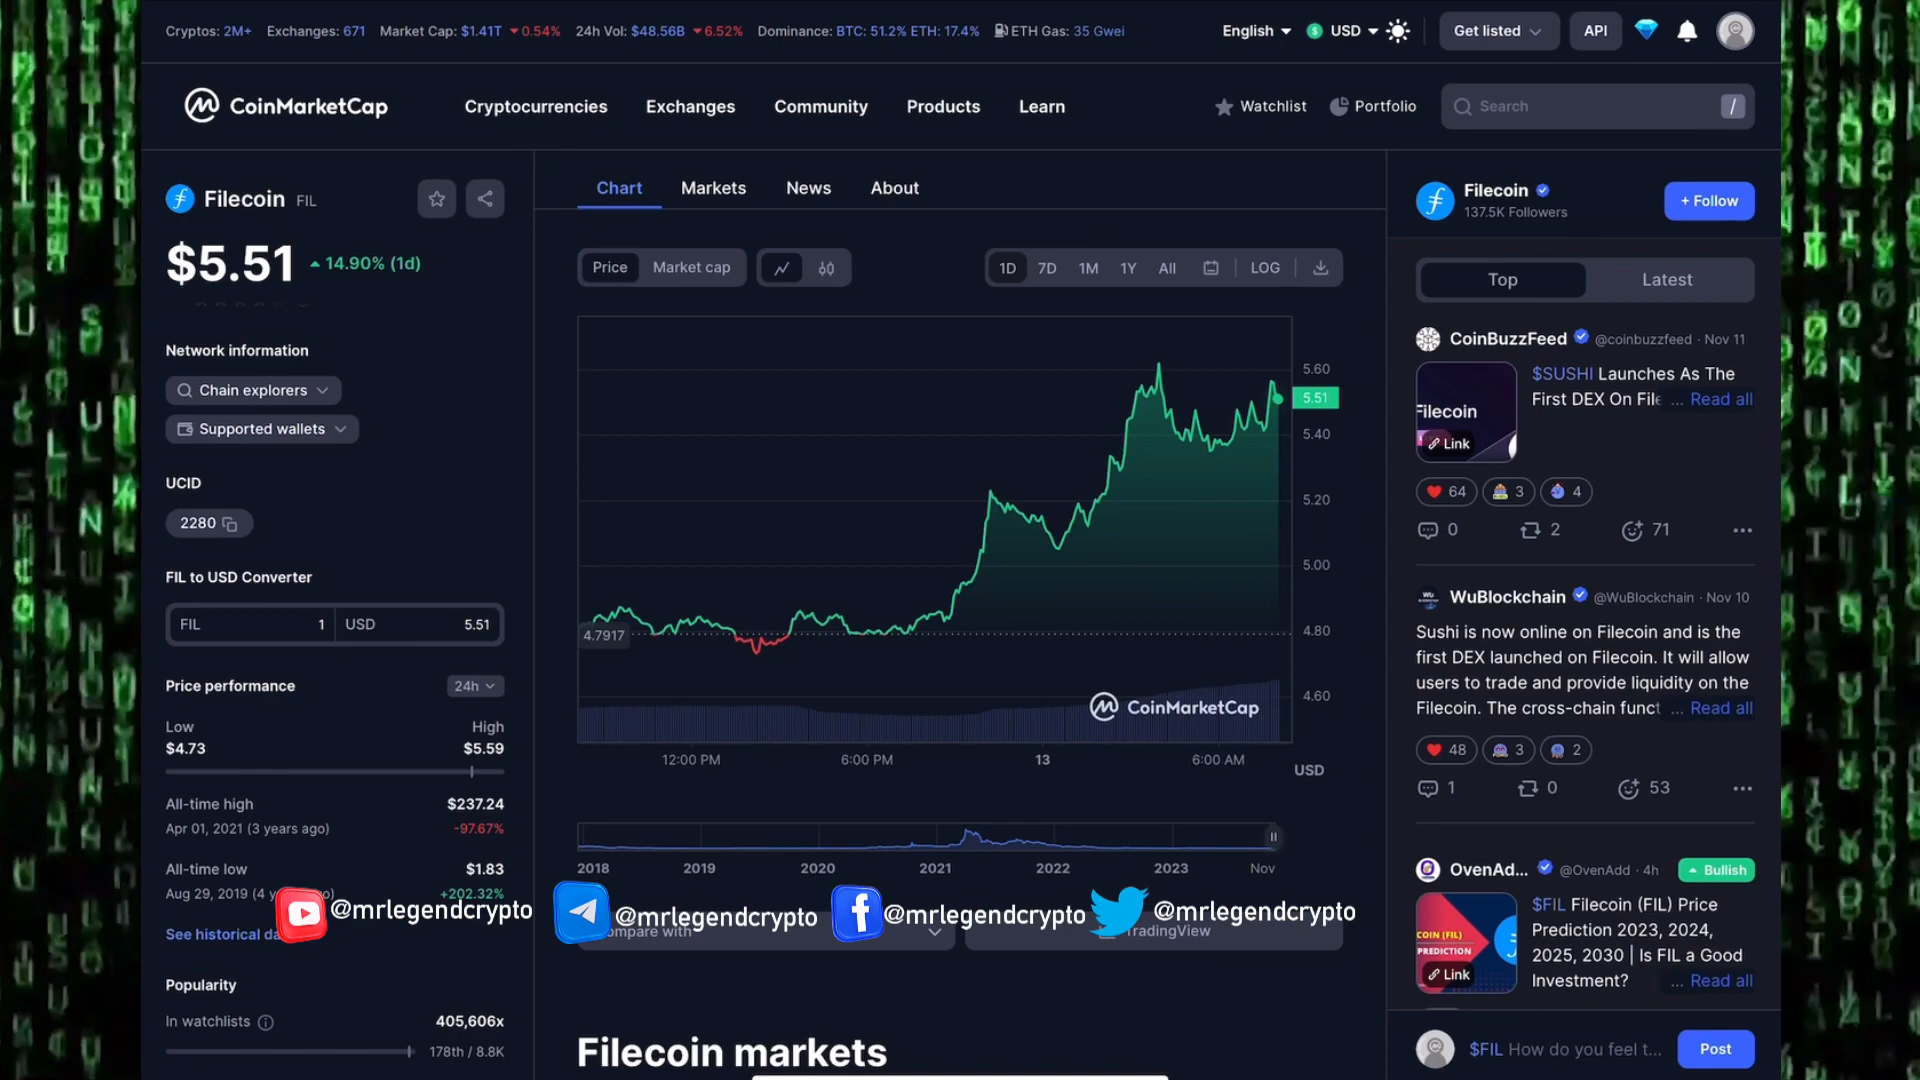 Cryptos: 2M+ Exchanges: 671 Market Cap: $1.41T 0.54% 24h Vol: $48.56B 6.52% Dominance: BTC: 51.2% ETH: 17.4% ETH Gas: 35 Gwei English USD Get listed API
CoinMarketCap Cryptocurrencies Exchanges Community Products Learn Watchlist Portfolio Search /
Filecoin FIL
$5.51 14.90% (1d)
Network information
Chain explorers
Supported wallets
UCID
2280
FIL to USD Converter
FIL 1 USD 5.51
Price performance 24h
Low High
$4.73 $5.59
All-time high $237.24
Apr 01, 2021 (3 years ago) -97.67%
All-time low $1.83
Aug 29, 2019 (4 y o) +202.32%
See historical da
Popularity
In watchlists 405,606x
178th / 8.8K
Chart Markets News About
Price Market cap 1D 7D 1M 1Y All LOG
5.60
5.51
5.40
5.20
5.00
4.80
4.7917
4.60
CoinMarketCap
12:00 PM 6:00 PM 13 6:00 AM
USD
2018 2019 2020 2021 2022 2023 Nov
@mrlegendcrypto @mrlegendcrypto @mrlegendcrypto @mrlegendcrypto
ompare with TradingView
Filecoin markets
Filecoin
137.5K Followers
+ Follow
Top Latest
CoinBuzzFeed @coinbuzzfeed · Nov 11
Filecoin
Link
$SUSHI Launches As The
First DEX On File ... Read all
64 3 4
0 2 71
WuBlockchain @WuBlockchain · Nov 10
Wu
Sushi is now online on Filecoin and is the
first DEX launched on Filecoin. It will allow
users to trade and provide liquidity on the
Filecoin. The cross-chain funct ... Read all
48 3 2
1 0 53
OvenAd... @OvenAdd · 4h Bullish
COIN (FIL)
PREDICTION
Link
$FIL Filecoin (FIL) Price
Prediction 2023, 2024,
2025, 2030 | Is FIL a Good
Investment? ... Read all
$FIL How do you feel t... Post